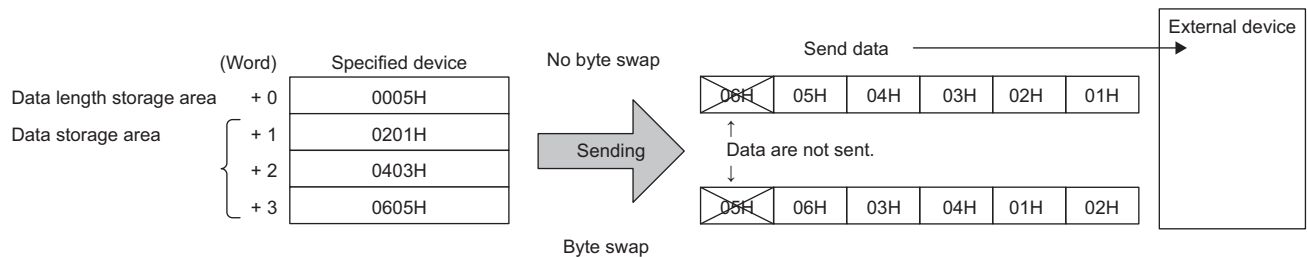 External device
Send data
No byte swap
(Word) Specified device
Data length storage area + 0 0005H
06H 05H 04H 03H 02H 01H
Data storage area + 1 0201H
↑
Sending
Data are not sent.
+ 2 0403H
↓
+ 3 0605H
05H 06H 03H 04H 01H 02H
Byte swap